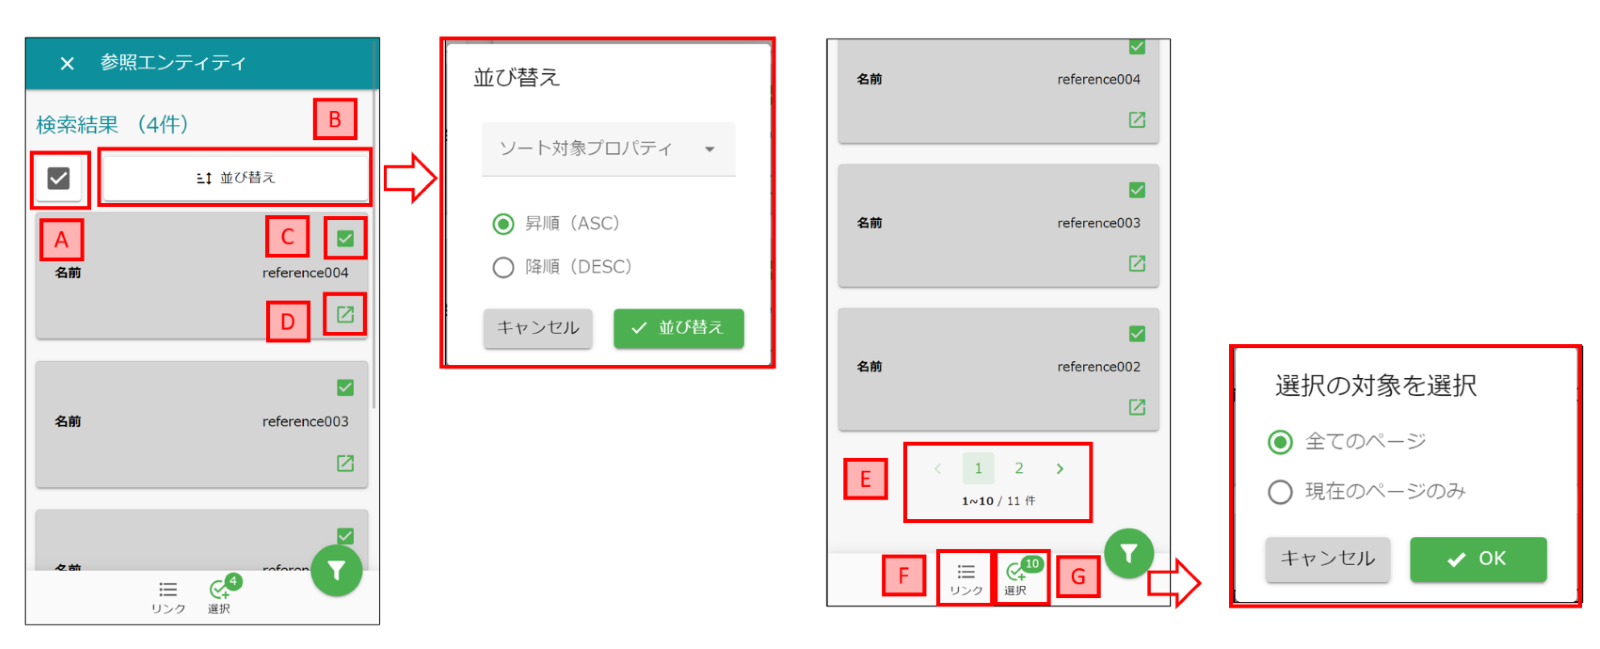 × 参照エンティティ
検索結果 （4件）
B
並び替え
A
C
名前 reference004
D
名前 reference003
名前
4
リンク 選択
並び替え
ソート対象プロパティ
昇順（ASC）
降順（DESC）
キャンセル
並び替え
名前 reference004
名前 reference003
名前 reference002
E
1 2
1~10 / 11 件
F
10
リンク 選択
G
選択の対象を選択
全てのページ
現在のページのみ
キャンセル
OK